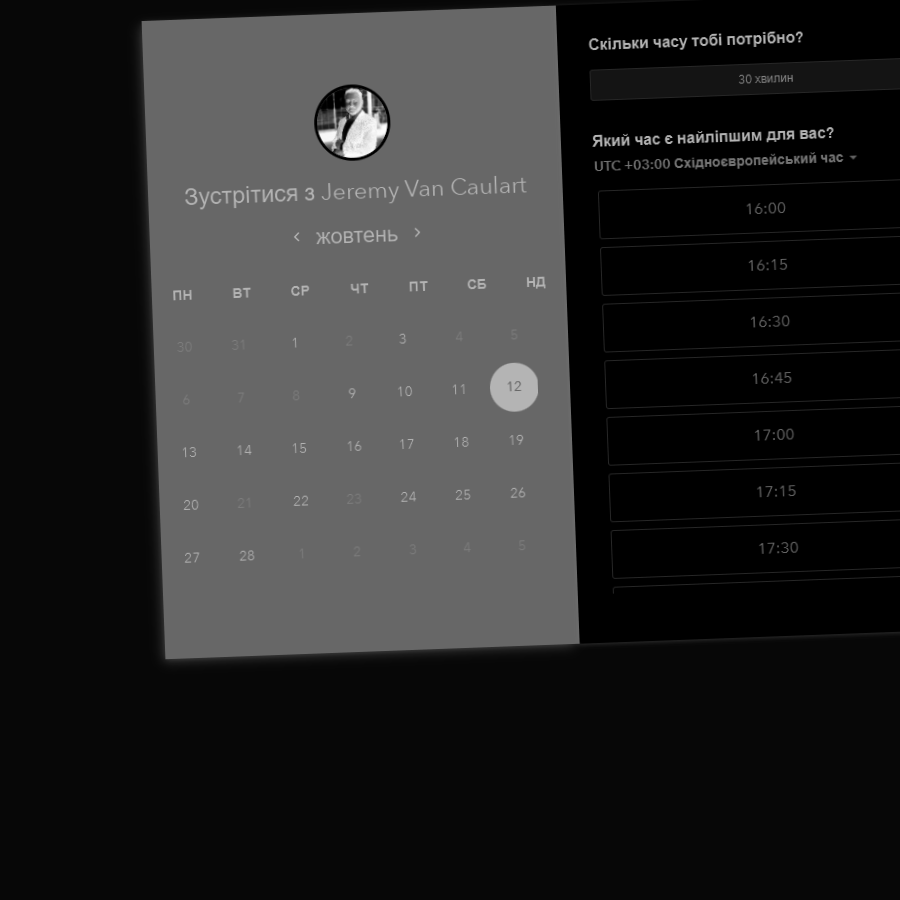 Зустрітися з Jeremy Van Caulart
жовтень
ПН ВТ СР ЧТ ПТ СБ НД
30 31 1 2 3 4 5
6 7 8 9 10 11 12
13 14 15 16 17 18 19
20 21 22 23 24 25 26
27 28 1 2 3 4 5
Скільки часу тобі потрібно?
30 хвилин
Який час є найліпшим для вас?
UTC +03:00 Східноєвропейський час
16:00
16:15
16:30
16:45
17:00
17:15
17:30